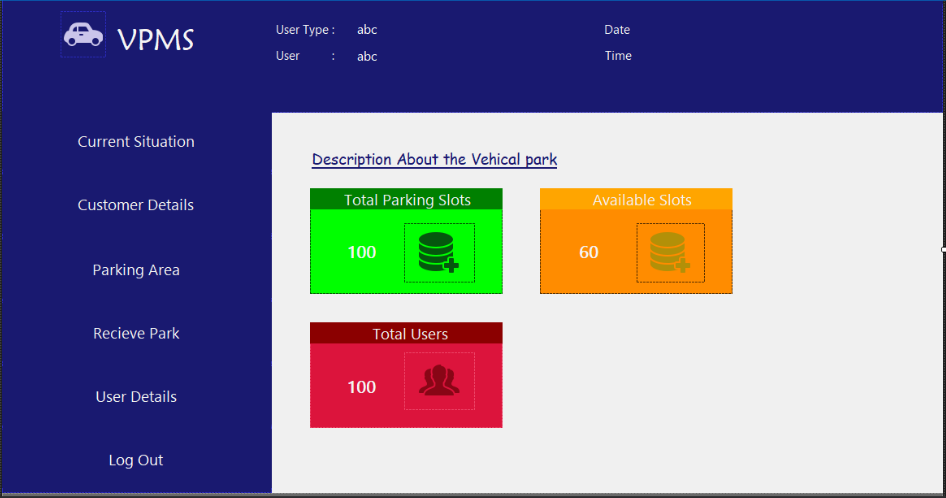 VPMS
User Type : abc
Date
User : abc
Time
Current Situation
Customer Details
Parking Area
Recieve Park
User Details
Log Out
Description About the Vehical park
Total Parking Slots
100
Available Slots
60
Total Users
100